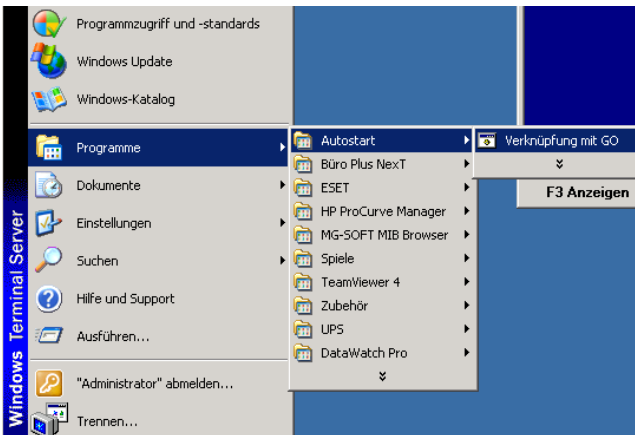 Programmzugriff und -standards
Windows Update
Windows-Katalog
Programme
Dokumente
Einstellungen
Suchen
Hilfe und Support
Ausführen...
"Administrator" abmelden...
Trennen...
Windows Terminal Server
Autostart
Büro Plus NexT
ESET
HP ProCurve Manager
MG-SOFT MIB Browser
Spiele
TeamViewer 4
Zubehör
UPS
DataWatch Pro
Verknüpfung mit GO
F3 Anzeigen